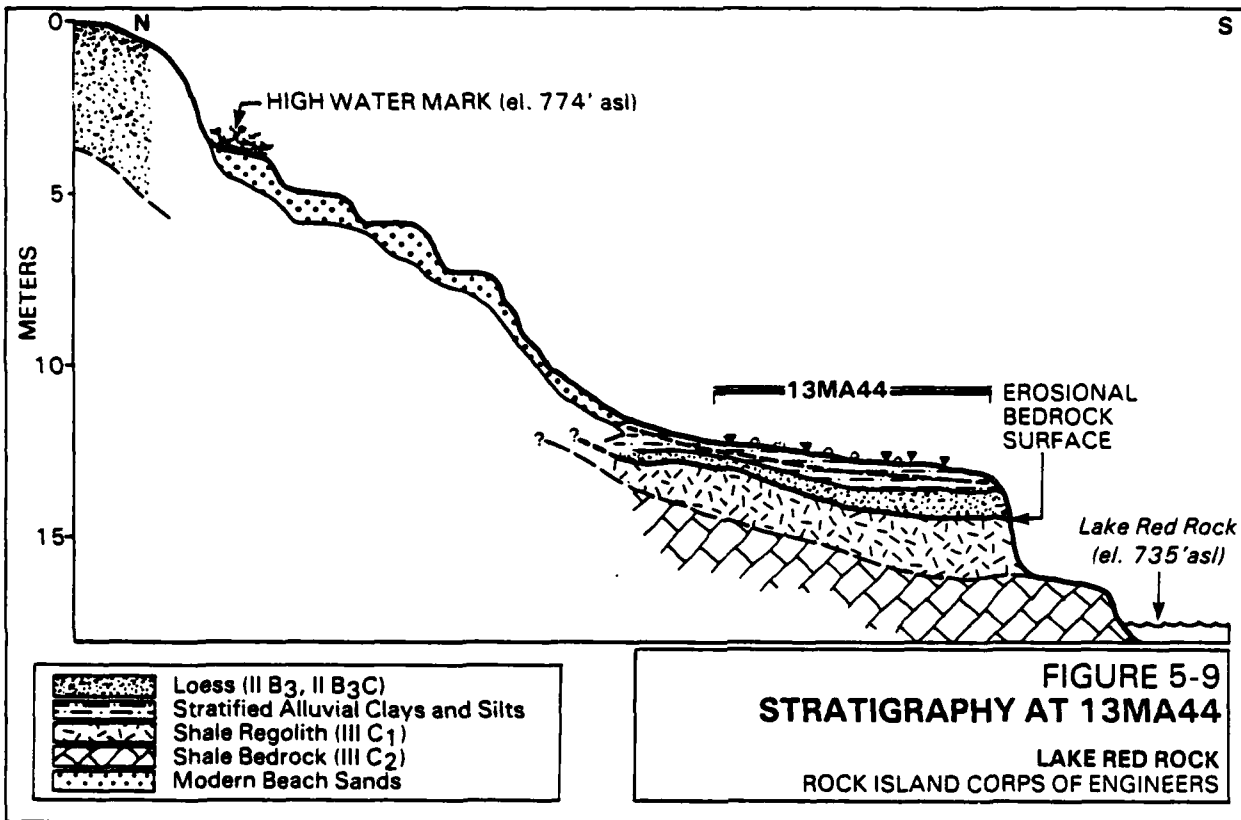 N
S
0
HIGH WATER MARK (el. 774' asl)
5
METERS
10
13MA44
EROSIONAL
BEDROCK
SURFACE
? ?
15
Lake Red Rock
(el. 735' asl)
Loess (II B3, II B3C)
Stratified Alluvial Clays and Silts
Shale Regolith (III C1)
Shale Bedrock (III C2)
Modern Beach Sands
FIGURE 5-9
STRATIGRAPHY AT 13MA44
LAKE RED ROCK
ROCK ISLAND CORPS OF ENGINEERS